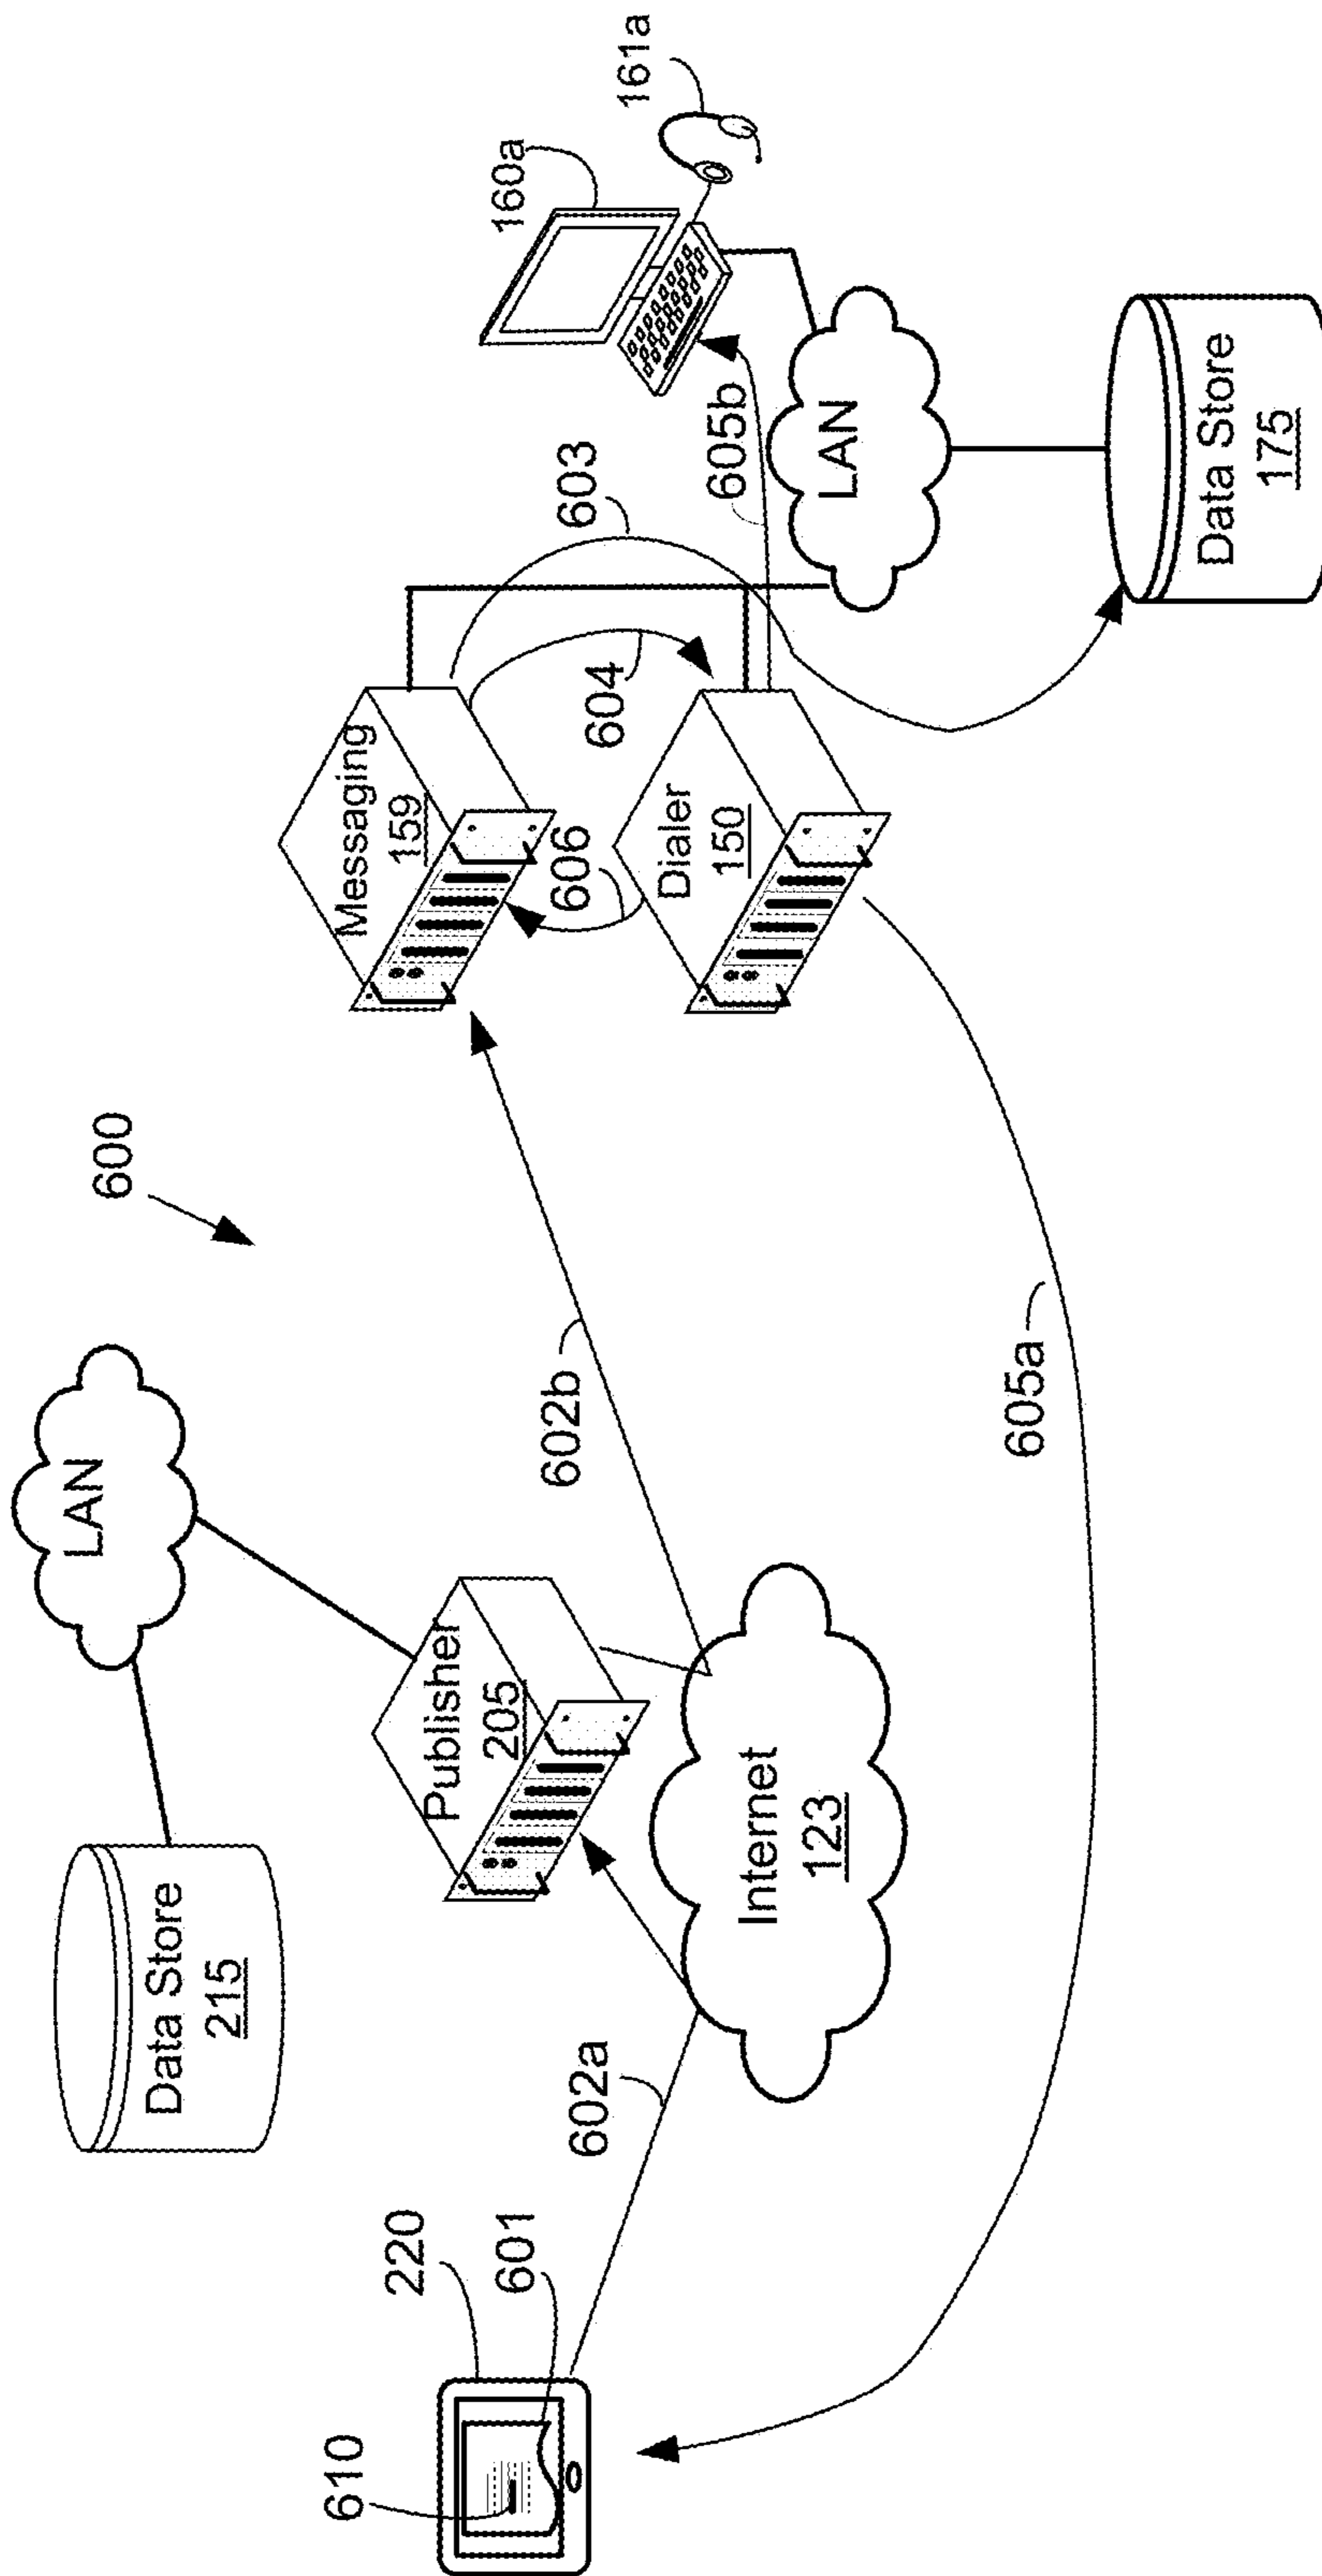 600
Data Store
215
LAN
Publisher
205
Internet
123
220
610
601
602a
602b
605a
Messaging
159
Dialer
150
606
604
603
605b
160a
161a
LAN
Data Store
175